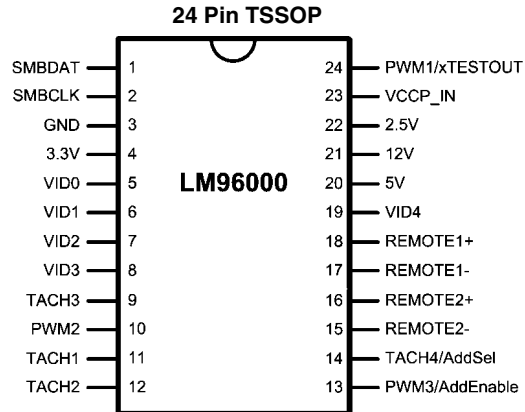 24 Pin TSSOP
SMBDAT 1 24 PWM1/xTESTOUT
SMBCLK 2 23 VCCP_IN
GND 3 22 2.5V
3.3V 4 21 12V
VID0 5 LM96000 20 5V
VID1 6 19 VID4
VID2 7 18 REMOTE1+
VID3 8 17 REMOTE1-
TACH3 9 16 REMOTE2+
PWM2 10 15 REMOTE2-
TACH1 11 14 TACH4/AddSel
TACH2 12 13 PWM3/AddEnable